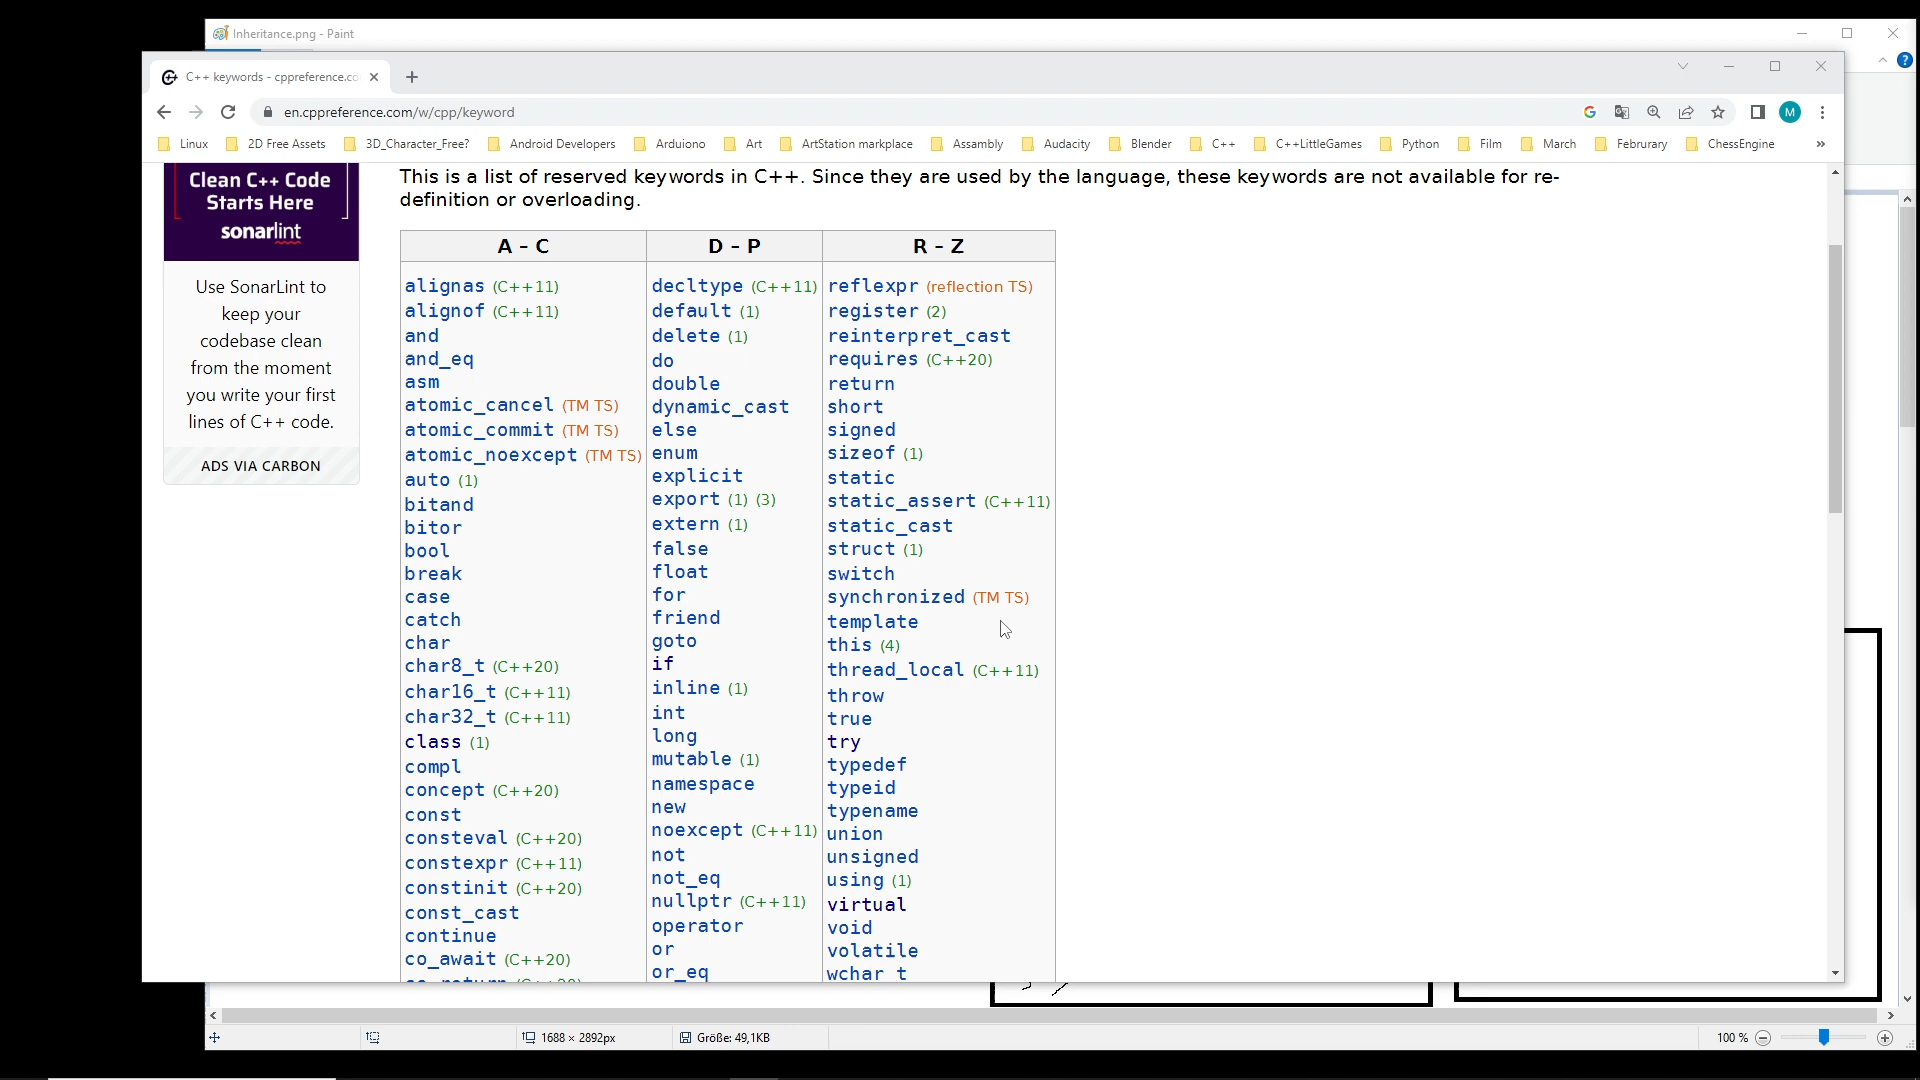 Inheritance.png - Paint
C++ keywords - cppreference.co
en.cppreference.com/w/cpp/keyword
M
Linux
2D Free Assets
3D_Character_Free?
Android Developers
Arduiono
Art
ArtStation markplace
Assambly
Audacity
Blender
C++
C++LittleGames
Python
Film
March
Februrary
ChessEngine
»
Clean C++ Code
Starts Here
sonarlint
Use SonarLint to
keep your
codebase clean
from the moment
you write your first
lines of C++ code.
ADS VIA CARBON
This is a list of reserved keywords in C++. Since they are used by the language, these keywords are not available for re-
definition or overloading.
A – C
alignas (C++11)
alignof (C++11)
and
and_eq
asm
atomic_cancel (TM TS)
atomic_commit (TM TS)
atomic_noexcept (TM TS)
auto (1)
bitand
bitor
bool
break
case
catch
char
char8_t (C++20)
char16_t (C++11)
char32_t (C++11)
class (1)
compl
concept (C++20)
const
consteval (C++20)
constexpr (C++11)
constinit (C++20)
const_cast
continue
co_await (C++20)
D – P
decltype (C++11)
default (1)
delete (1)
do
double
dynamic_cast
else
enum
explicit
export (1) (3)
extern (1)
false
float
for
friend
goto
if
inline (1)
int
long
mutable (1)
namespace
new
noexcept (C++11)
not
not_eq
nullptr (C++11)
operator
or
or_eq
R – Z
reflexpr (reflection TS)
register (2)
reinterpret_cast
requires (C++20)
return
short
signed
sizeof (1)
static
static_assert (C++11)
static_cast
struct (1)
switch
synchronized (TM TS)
template
this (4)
thread_local (C++11)
throw
true
try
typedef
typeid
typename
union
unsigned
using (1)
virtual
void
volatile
wchar_t
1688 × 2892px
Größe: 49,1KB
100 %